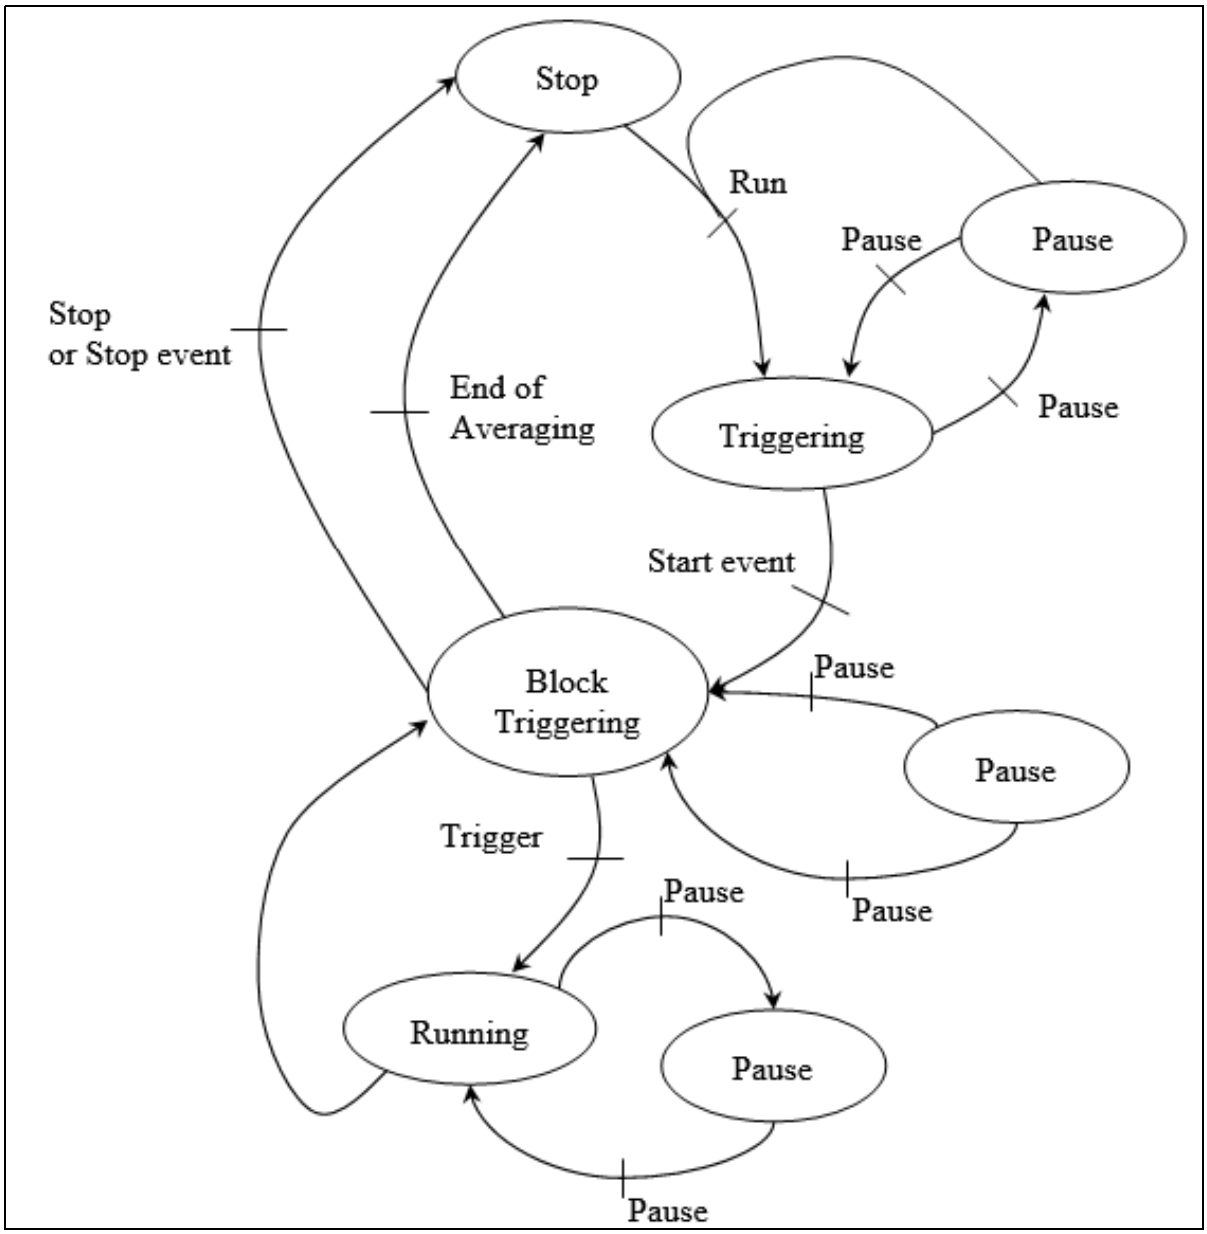 Stop
Run
Pause
Pause
Stop
or Stop event
End of
Averaging
Pause
Triggering
Start event
Pause
Block
Triggering
Pause
Trigger
Pause
Pause
Running
Pause
Pause